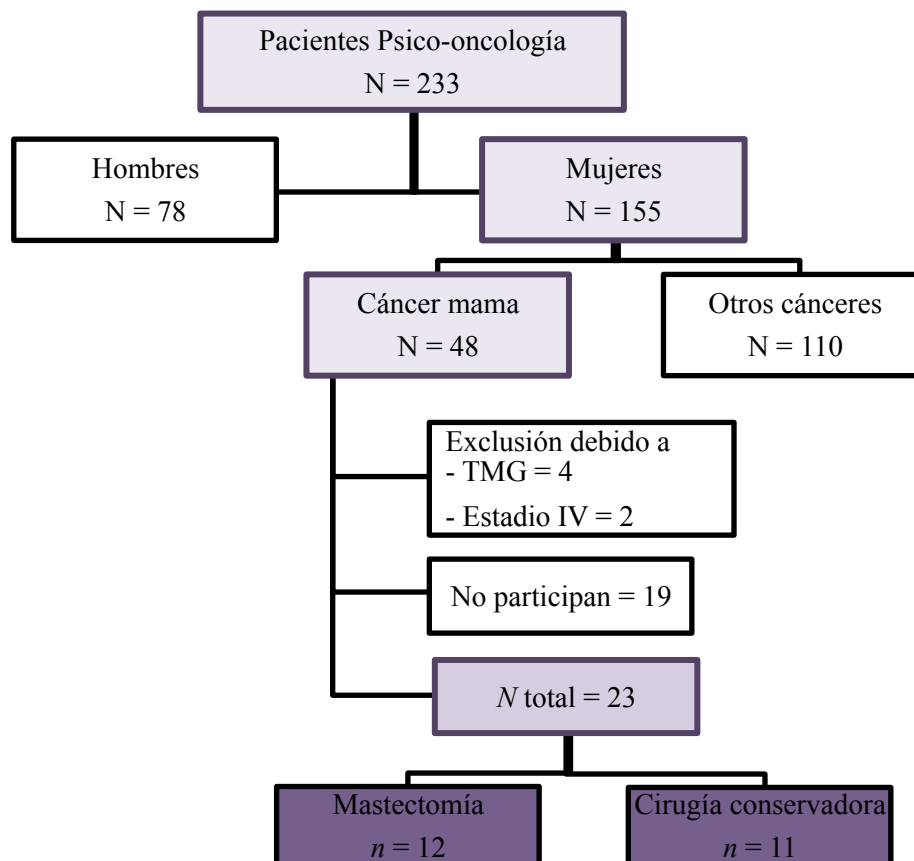 Pacientes Psico-oncología
N = 233
Hombres
N = 78
Mujeres
N = 155
Cáncer mama
N = 48
Otros cánceres
N = 110
Exclusión debido a
- TMG = 4
- Estadio IV = 2
No participan = 19
N total = 23
Mastectomía
n = 12
Cirugía conservadora
n = 11